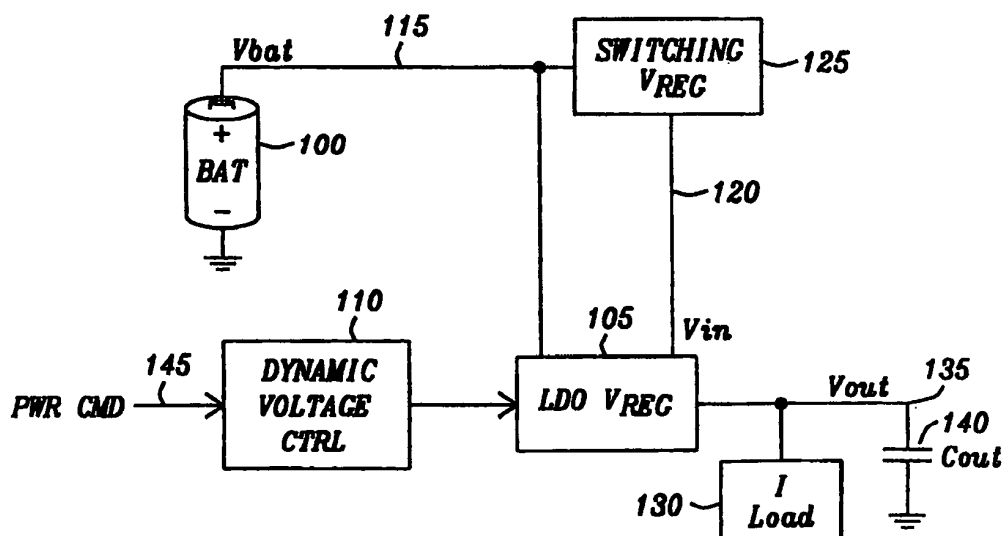 115
Vbat
SWITCHING
VREG
125
+
BAT
-
100
120
110
105
Vin
145
PWR CMD
DYNAMIC
VOLTAGE
CTRL
LDO VREG
Vout
135
140
Cout
130
I
Load